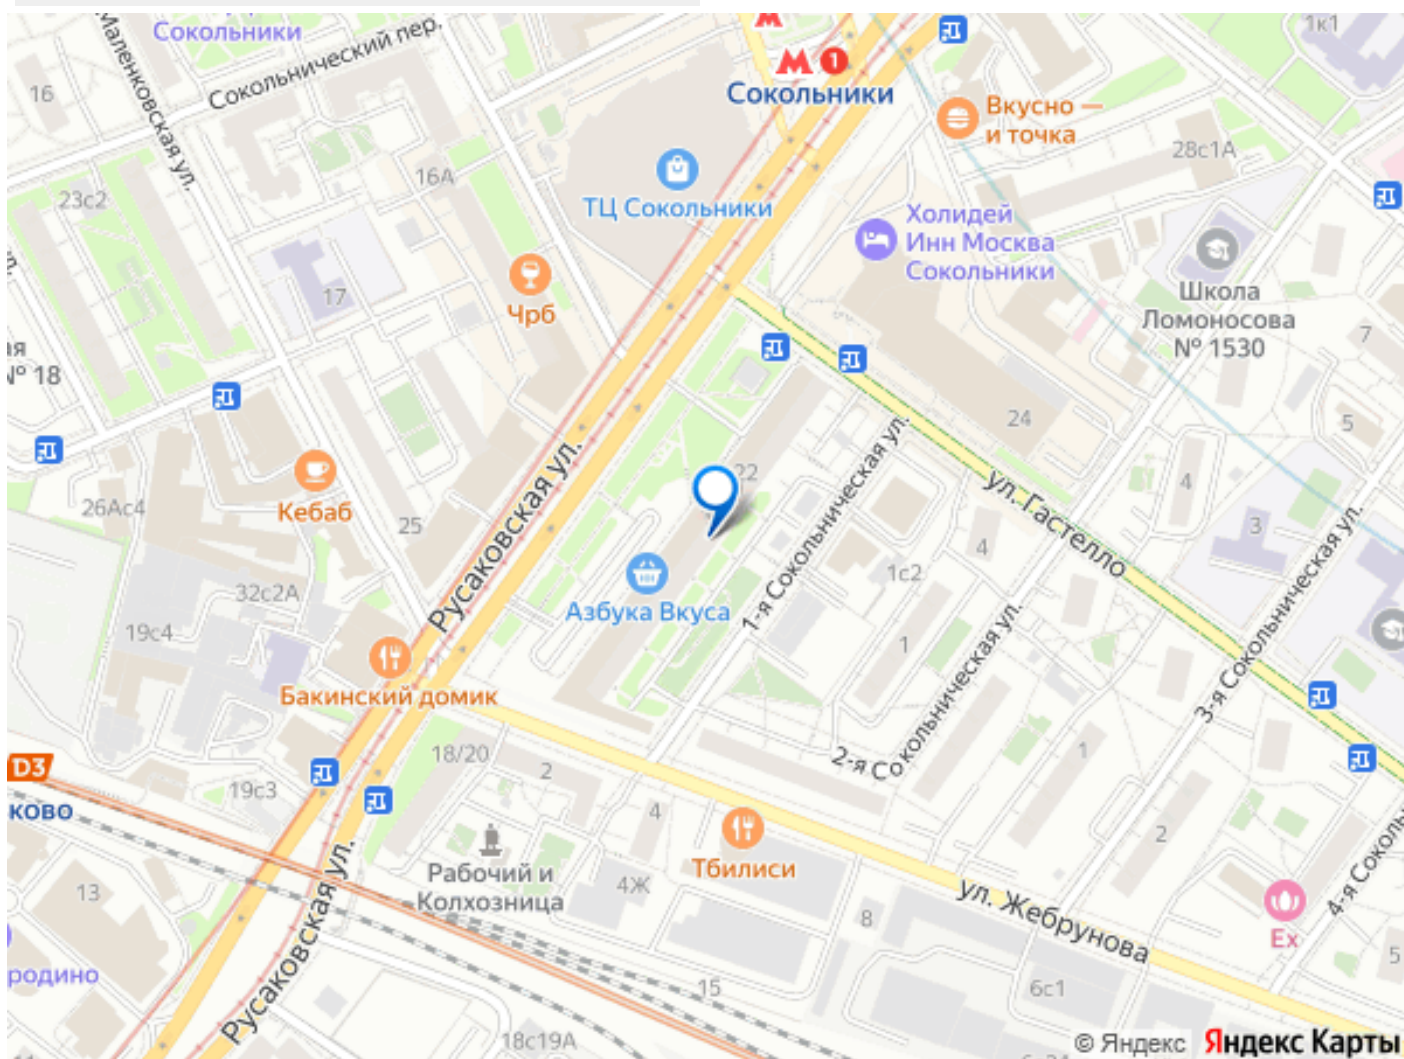 Сокольники
Сокольнический пер.
Маленковская ул.
16
1
Сокольники
Вкусно —
и точка
1к1
28с1А
16А
23с2
ТЦ Сокольники
Холидей
Инн Москва
Сокольники
Школа
Ломоносова
№ 1530
17
Чрб
7
ая
№ 18
24
5
Русаковская ул.
22
1-я Сокольническая ул.
ул. Гастелло
4
3
Кебаб
26Ас4
25
Азбука Вкуса
4
1с2
32с2А
19с4
1
2-я Сокольническая ул.
3-я Сокольническая ул.
Бакинский домик
18/20
2
1
D3
ково
19с3
4
Тбилиси
2
Рабочий и
Колхозница
4Ж
13
8
ул. Жебрунова
4-я Соколь
Ex
Русаковская ул.
родино
15
6с1
5
18с19А
© Яндекс
Яндекс Карты